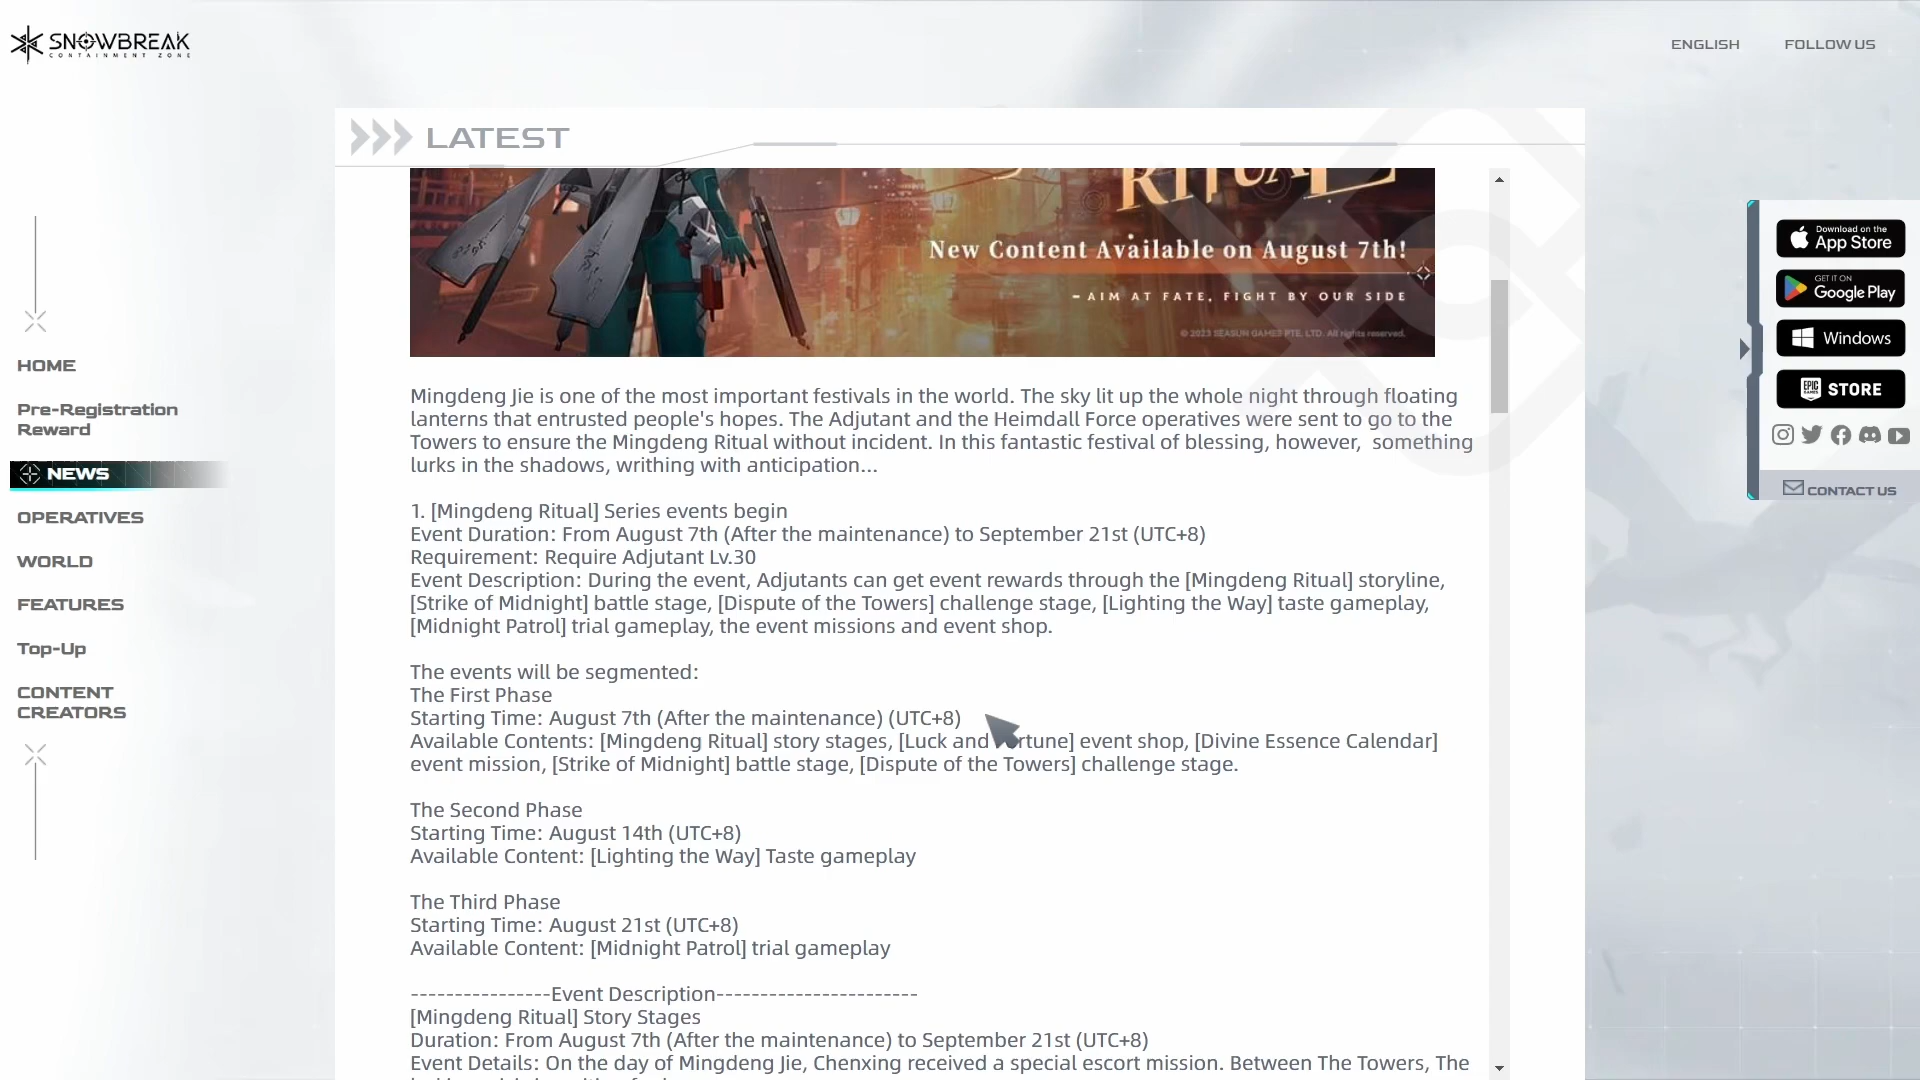 SNOWBREAK
CONTAINMENT ZONE
ENGLISH
FOLLOW US
LATEST
RITUAL
New Content Available on August 7th!
– AIM AT FATE, FIGHT BY OUR SIDE
© 2023 SEASUN GAMES PTE. LTD. All rights reserved.
HOME
Pre-Registration
Reward
NEWS
OPERATIVES
WORLD
FEATURES
Top-Up
CONTENT
CREATORS
Mingdeng Jie is one of the most important festivals in the world. The sky lit up the whole night through floating
lanterns that entrusted people's hopes. The Adjutant and the Heimdall Force operatives were sent to go to the
Towers to ensure the Mingdeng Ritual without incident. In this fantastic festival of blessing, however,  something
lurks in the shadows, writhing with anticipation...
1. [Mingdeng Ritual] Series events begin
Event Duration: From August 7th (After the maintenance) to September 21st (UTC+8)
Requirement: Require Adjutant Lv.30
Event Description: During the event, Adjutants can get event rewards through the [Mingdeng Ritual] storyline,
[Strike of Midnight] battle stage, [Dispute of the Towers] challenge stage, [Lighting the Way] taste gameplay,
[Midnight Patrol] trial gameplay, the event missions and event shop.
The events will be segmented:
The First Phase
Starting Time: August 7th (After the maintenance) (UTC+8)
Available Contents: [Mingdeng Ritual] story stages, [Luck and Fortune] event shop, [Divine Essence Calendar]
event mission, [Strike of Midnight] battle stage, [Dispute of the Towers] challenge stage.
The Second Phase
Starting Time: August 14th (UTC+8)
Available Content: [Lighting the Way] Taste gameplay
The Third Phase
Starting Time: August 21st (UTC+8)
Available Content: [Midnight Patrol] trial gameplay
----------------Event Description-----------------------
[Mingdeng Ritual] Story Stages
Duration: From August 7th (After the maintenance) to September 21st (UTC+8)
Event Details: On the day of Mingdeng Jie, Chenxing received a special escort mission. Between The Towers, The
Download on the
App Store
GET IT ON
Google Play
Windows
EPIC GAMES
STORE
CONTACT US